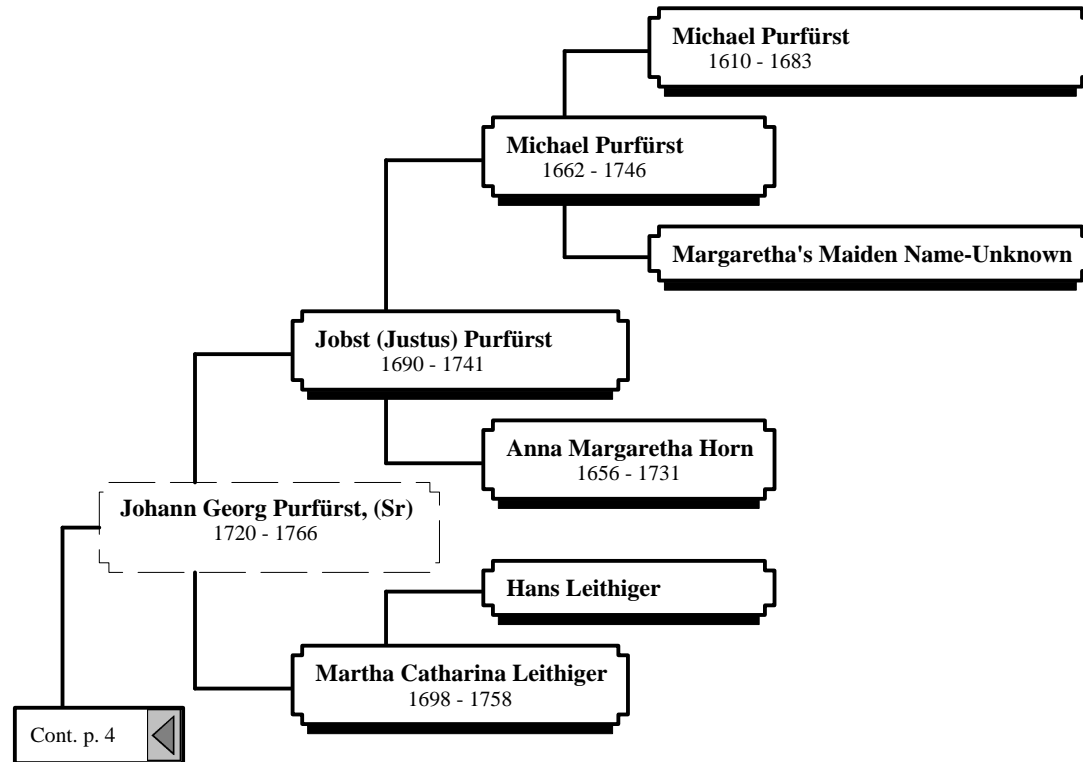 Michael Purfürst
1610 - 1683
Michael Purfürst
1662 - 1746
Margaretha's Maiden Name-Unknown
Jobst (Justus) Purfürst
1690 - 1741
Anna Margaretha Horn
1656 - 1731
Johann Georg Purfürst, (Sr)
1720 - 1766
Hans Leithiger
Martha Catharina Leithiger
1698 - 1758
Cont. p. 4